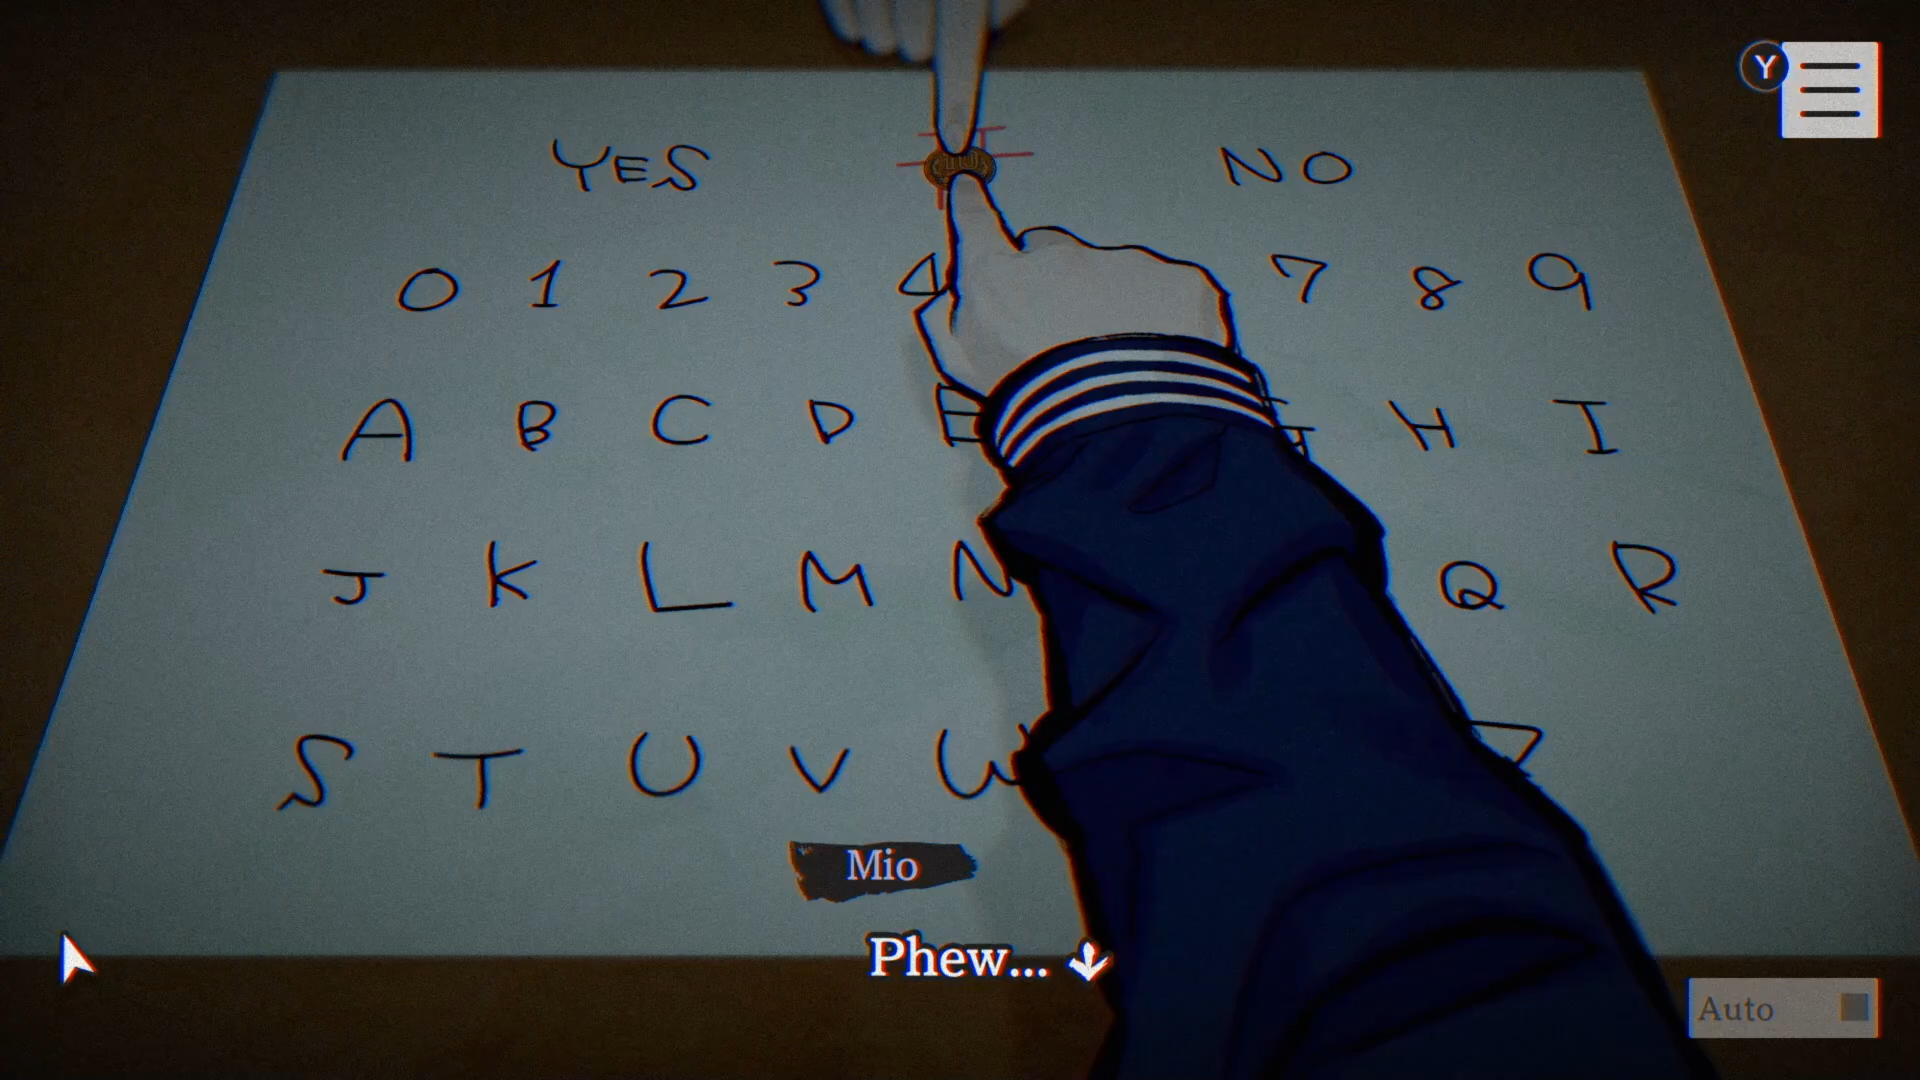 Y
YES NO
0 1 2 3 4 7 8 9
A B C D E H I
J K L M N Q R
S T U V W
Mio
Phew...
Auto